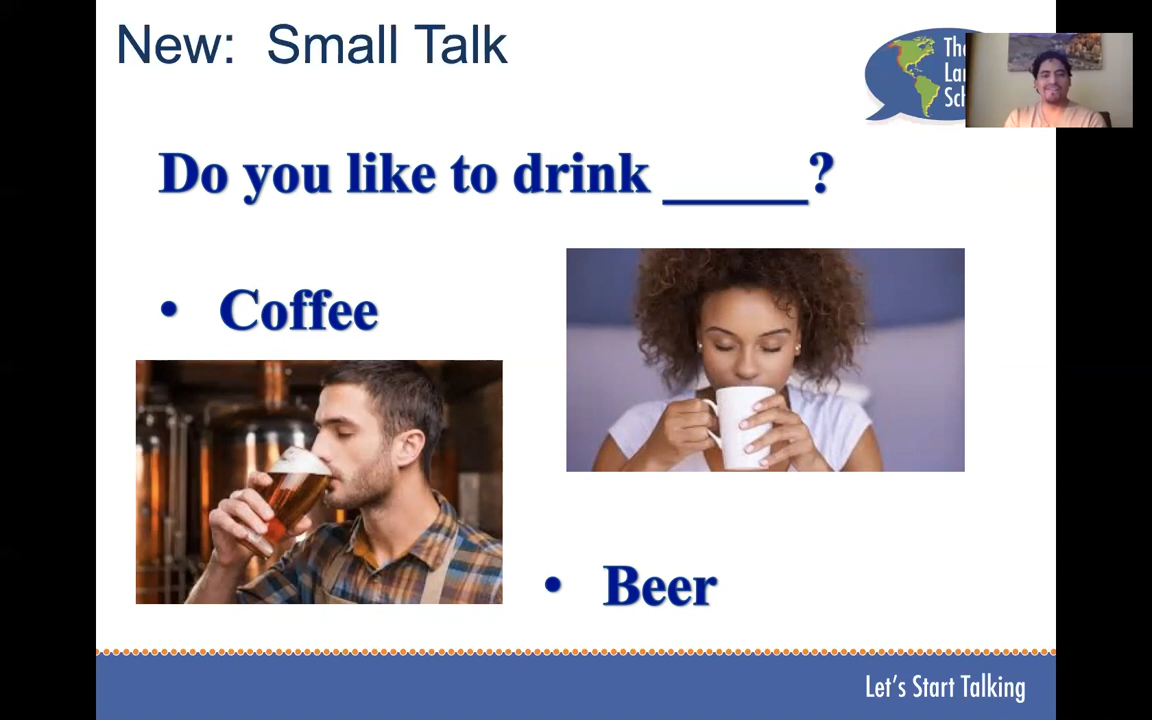 New: Small Talk
Do you like to drink _____?
• Coffee
• Beer
Let's Start Talking